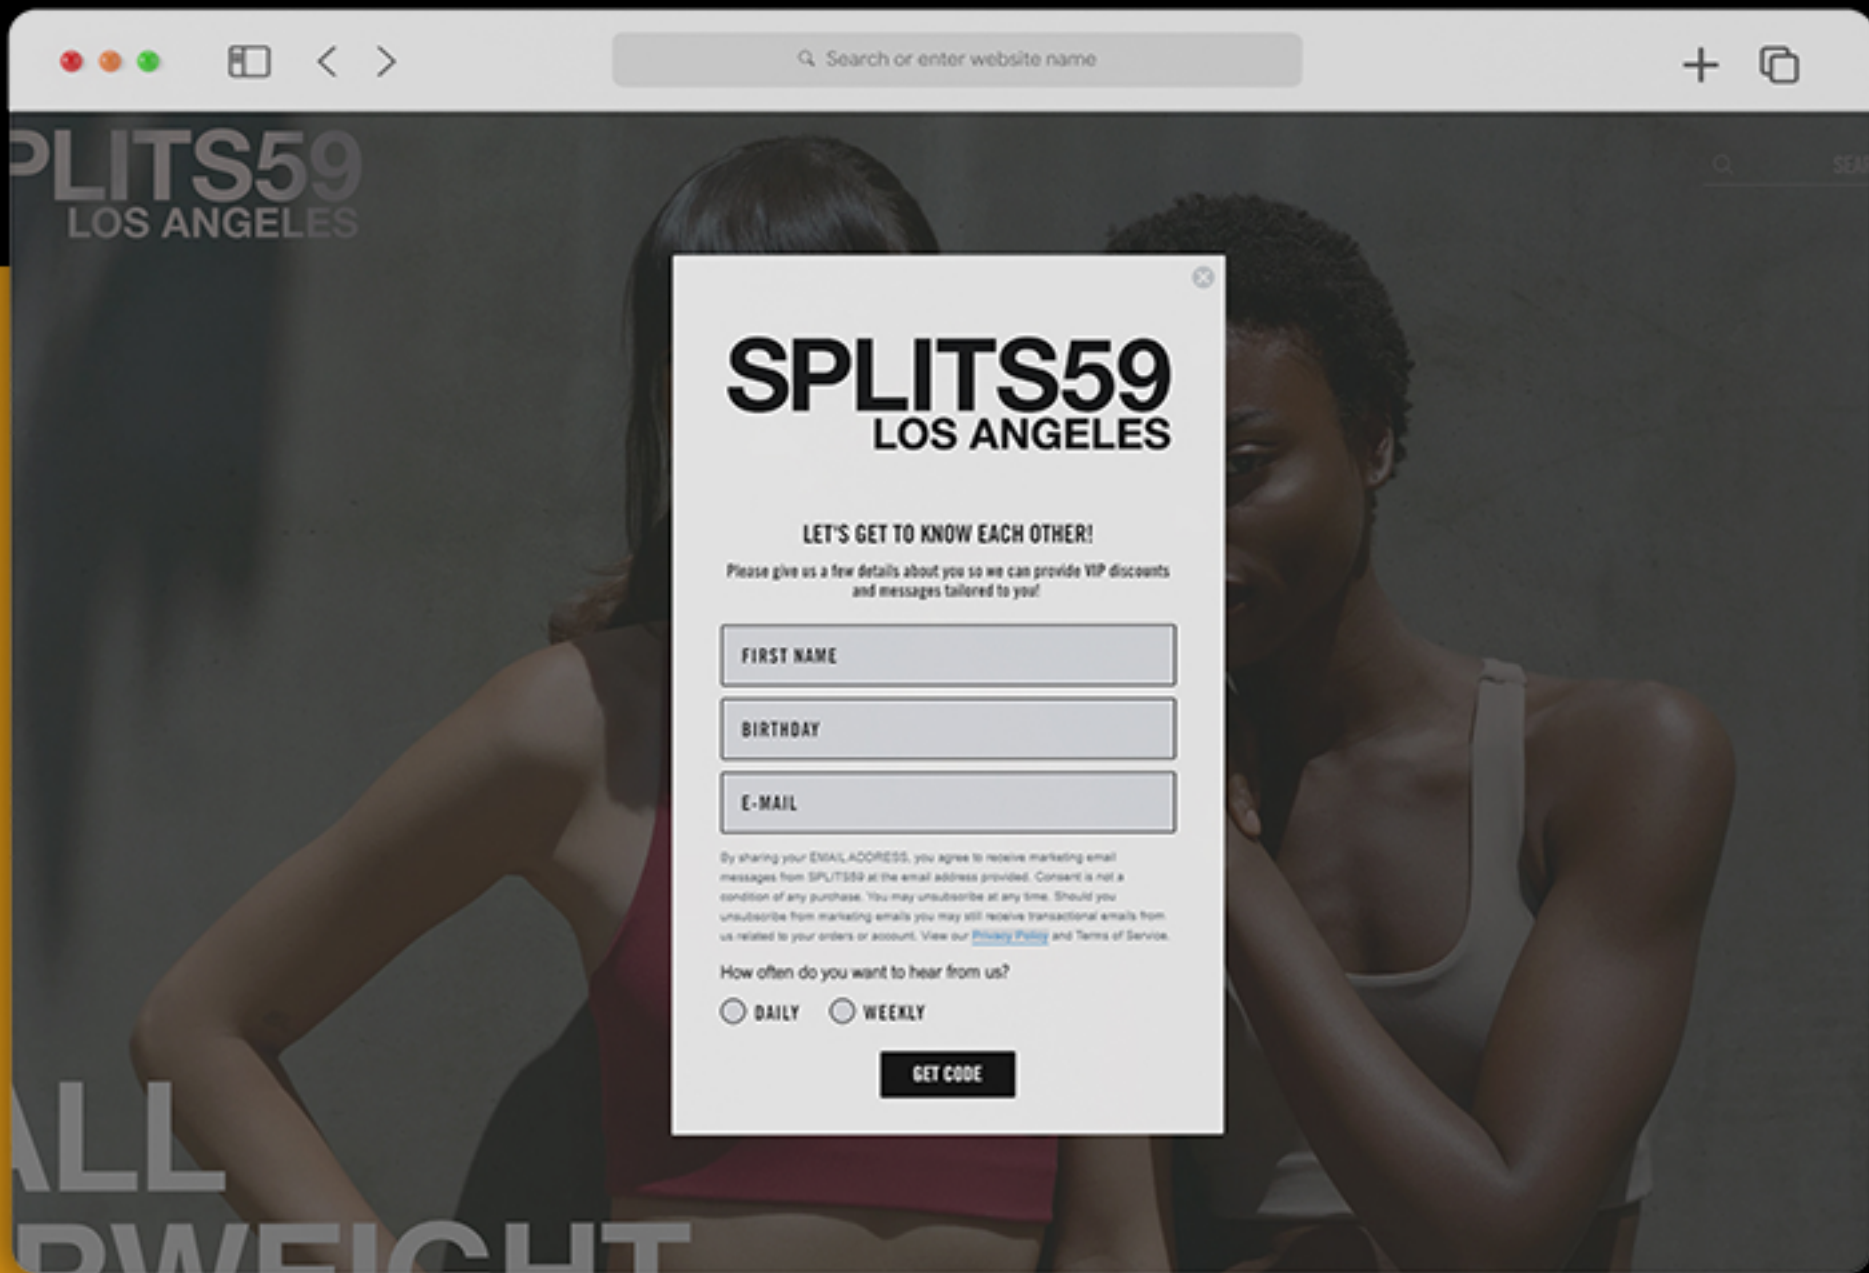 Search or enter website name
PLITS59
LOS ANGELES
SEA
SPLITS59
LOS ANGELES
LET'S GET TO KNOW EACH OTHER!
Please give us a few details about you so we can provide VIP discounts
and messages tailored to you!
FIRST NAME
BIRTHDAY
E-MAIL
By sharing your EMAIL ADDRESS, you agree to receive marketing email
messages from SPLITS59 at the email address provided. Consent is not a
condition of any purchase. You may unsubscribe at any time. Should you
unsubscribe from marketing emails you may still receive transactional emails from
us related to your orders or account. View our Privacy Policy and Terms of Service.
How often do you want to hear from us?
DAILY WEEKLY
GET CODE
ALL
RWEIGHT